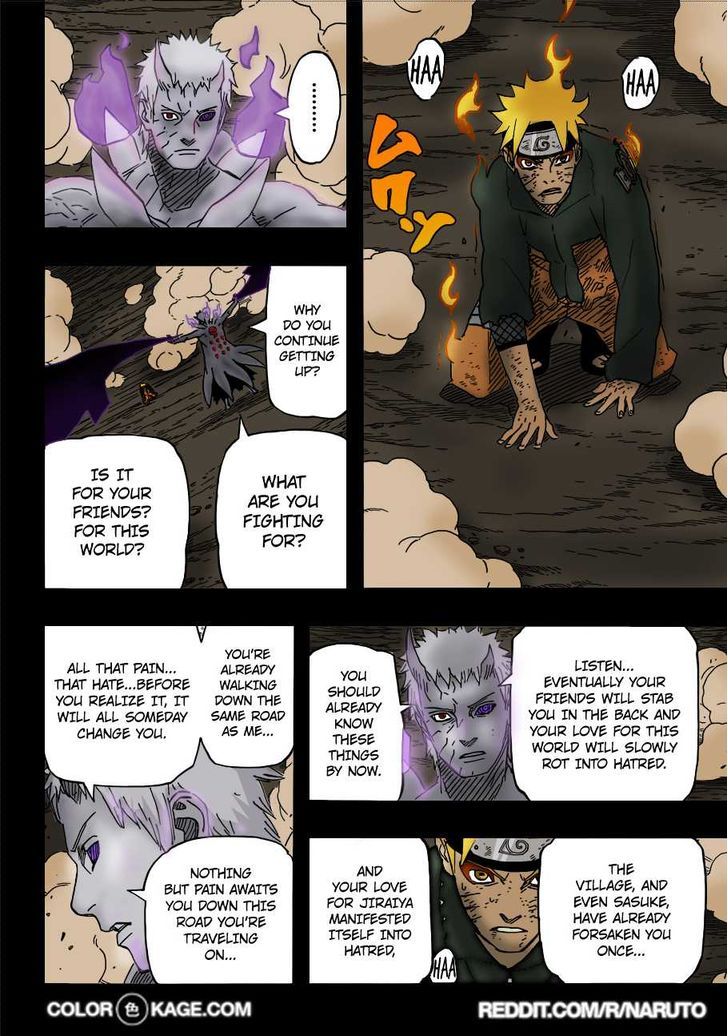 HAA
HAA
.........
WHY
DO YOU
CONTINUE
GETTING
UP?
WHAT
ARE YOU
FIGHTING
FOR?
IS IT
FOR YOUR
FRIENDS?
FOR THIS
WORLD?
LISTEN...
EVENTUALLY YOUR
FRIENDS WILL STAB
YOU IN THE BACK AND
YOUR LOVE FOR THIS
WORLD WILL SLOWLY
ROT INTO HATRED.
YOU
SHOULD
ALREADY
KNOW
THESE
THINGS
BY NOW.
THE
VILLAGE, AND
EVEN SASUKE,
HAVE ALREADY
FORSAKEN YOU
ONCE...
AND
YOUR LOVE
FOR JIRAIYA
MANIFESTED
ITSELF INTO
HATRED,
HAA
YOU'RE
ALREADY
WALKING
DOWN THE
SAME ROAD
AS ME...
ALL THAT PAIN...
THAT HATE...BEFORE
YOU REALIZE IT, IT
WILL ALL SOMEDAY
CHANGE YOU.
NOTHING
BUT PAIN AWAITS
YOU DOWN THIS
ROAD YOU'RE
TRAVELING
ON...
COLOR 色 KAGE.COM
REDDIT.COM/R/NARUTO